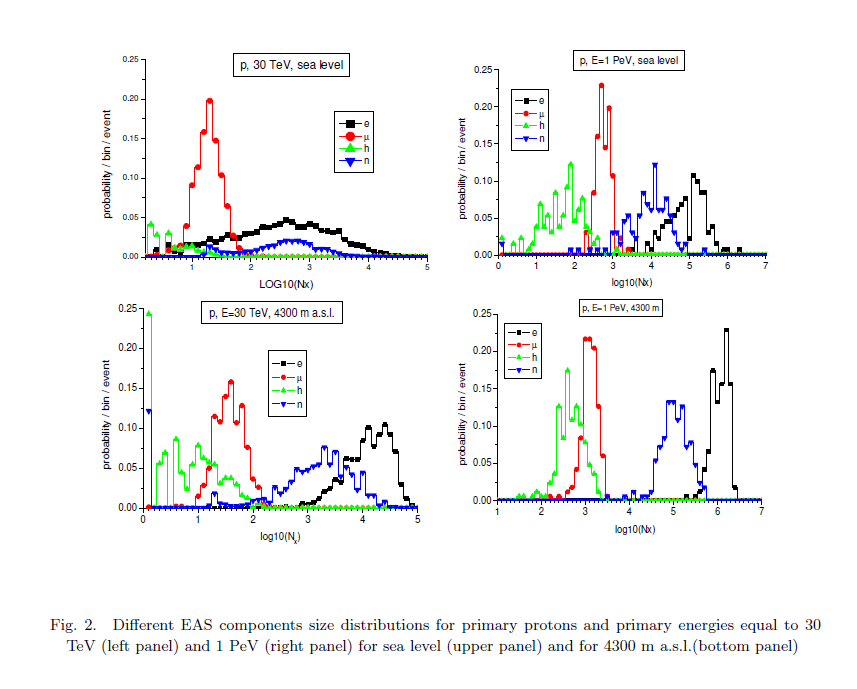 p, 30 TeV, sea level
0.25
0.20
0.15
0.10
0.05
0.00
probability / bin / event
e
μ
h
n
1 2 3 4 5
LOG10(Nx)
p, E=1 PeV, sea level
0.25
0.20
0.15
0.10
0.05
0.00
probability / bin / event
e
μ
h
n
0 1 2 3 4 5 6 7
log10(Nx)
p, E=30 TeV, 4300 m a.s.l.
0.25
0.20
0.15
0.10
0.05
0.00
probability / bin / event
e
μ
h
n
0 1 2 3 4 5
log10(Nx)
p, E=1 PeV, 4300 m
0.25
0.20
0.15
0.10
0.05
0.00
probability / bin / event
e
μ
h
n
1 2 3 4 5 6 7
log10(Nx)
Fig. 2. Different EAS components size distributions for primary protons and primary energies equal to 30
TeV (left panel) and 1 PeV (right panel) for sea level (upper panel) and for 4300 m a.s.l.(bottom panel)